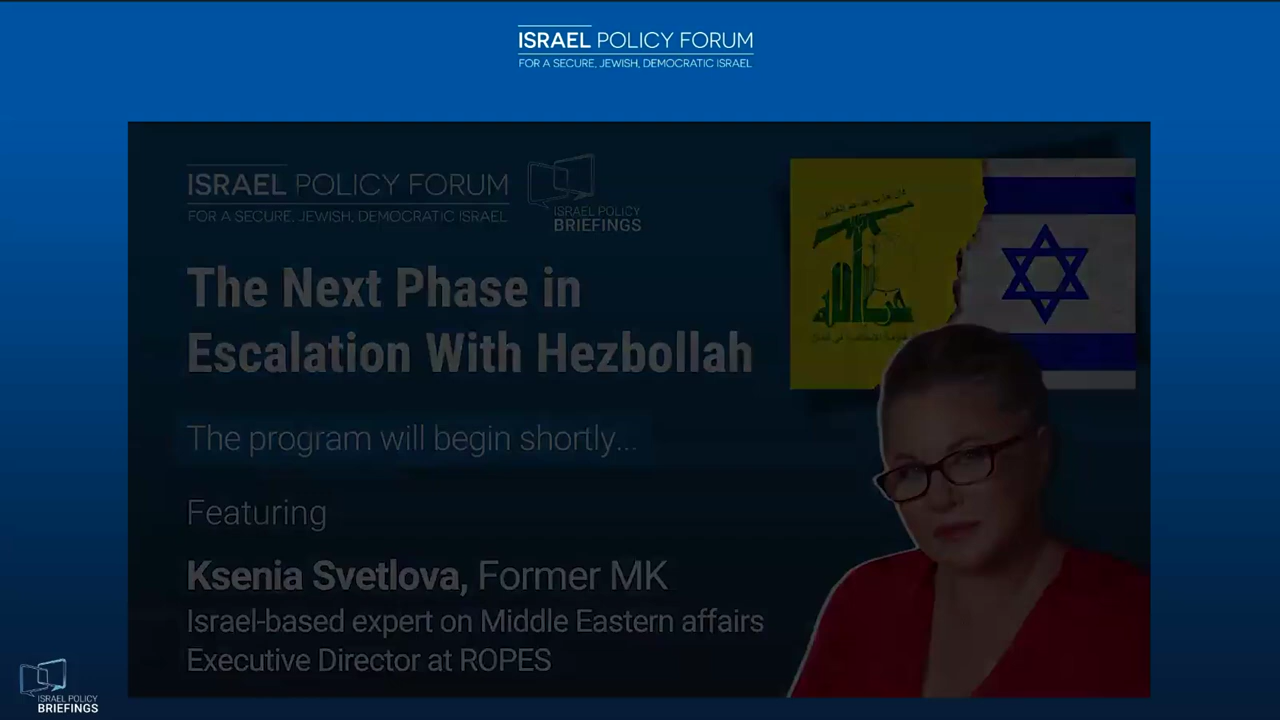 ISRAEL POLICY FORUM
FOR A SECURE, JEWISH, DEMOCRATIC ISRAEL
ISRAEL POLICY FORUM
FOR A SECURE, JEWISH, DEMOCRATIC ISRAEL
ISRAEL POLICY
BRIEFINGS
The Next Phase in
Escalation With Hezbollah
The program will begin shortly...
Featuring
Ksenia Svetlova, Former MK
Israel-based expert on Middle Eastern affairs
Executive Director at ROPES
ISRAEL POLICY
BRIEFINGS